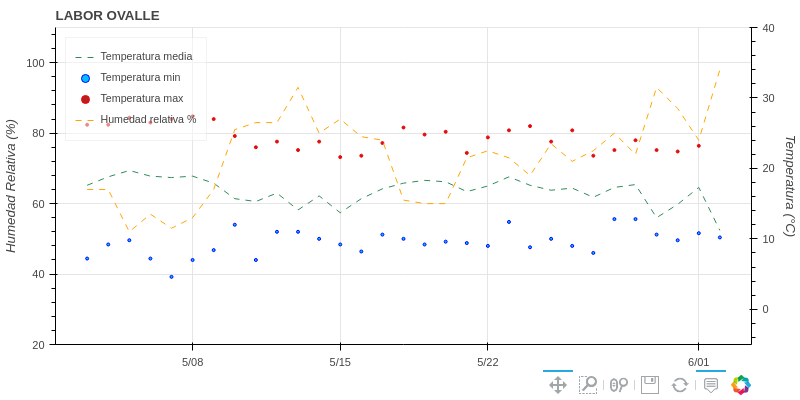 LABOR OVALLE
Temperatura media
Temperatura min
Temperatura max
Humedad relativa %
Humedad Relativa (%)
100
80
60
40
20
Temperatura (°C)
40
30
20
10
0
5/08
5/15
5/22
6/01